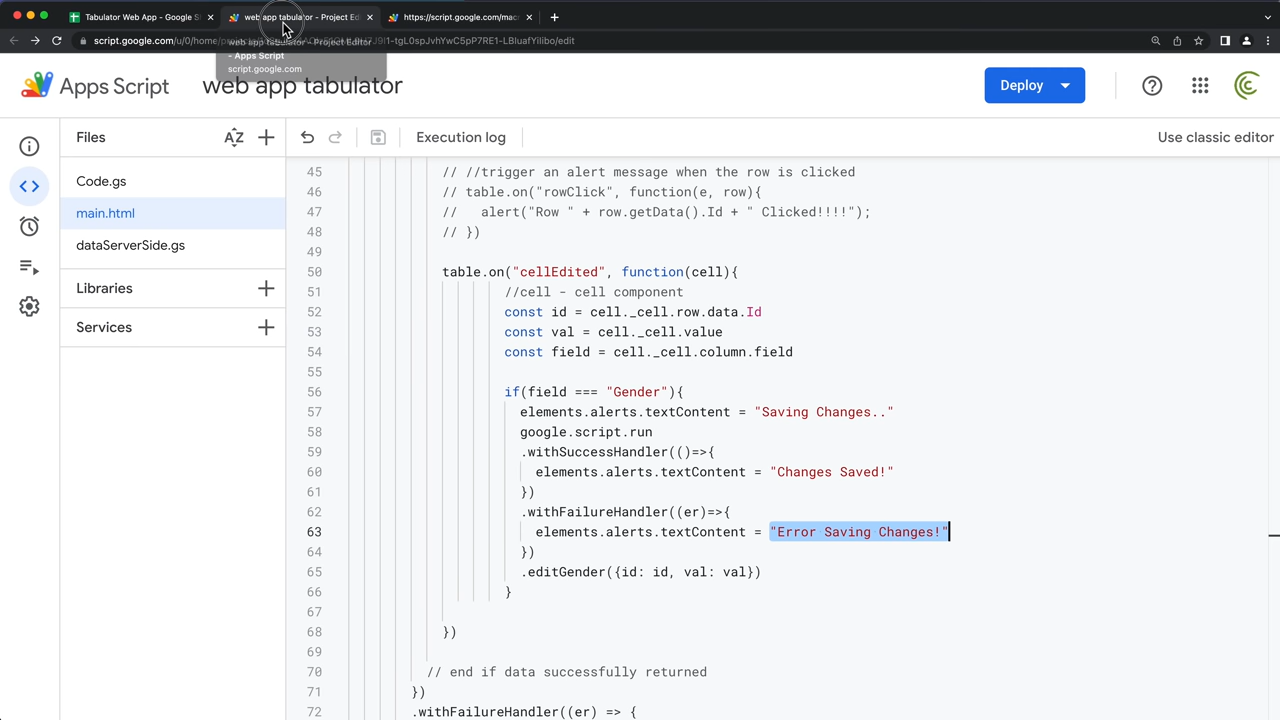 Tabulator Web App - Google S
web app tabulator - Project Edi
https://script.google.com/mac
script.google.com/u/0/home/
tgL0spJvhYwC5pP7RE1-LBIuafYiIibo/edit
web app tabulator - Project Editor
- Apps Script
script.google.com
Apps Script
web app tabulator
Deploy
Files
AZ
Execution log
Use classic editor
Code.gs
main.html
dataServerSide.gs
Libraries
Services
45 // //trigger an alert message when the row is clicked
46 // table.on("rowClick", function(e, row){
47 //   alert("Row " + row.getData().Id + " Clicked!!!!");
48 // })
49
50 table.on("cellEdited", function(cell){
51 //cell - cell component
52 const id = cell._cell.row.data.Id
53 const val = cell._cell.value
54 const field = cell._cell.column.field
55
56 if(field === "Gender"){
57 elements.alerts.textContent = "Saving Changes.."
58 google.script.run
59 .withSuccessHandler(()=>{
60 elements.alerts.textContent = "Changes Saved!"
61 })
62 .withFailureHandler((er)=>{
63 elements.alerts.textContent = "Error Saving Changes!"
64 })
65 .editGender({id: id, val: val})
66 }
67
68 })
69
70 // end if data successfully returned
71 })
72 .withFailureHandler((er) => {